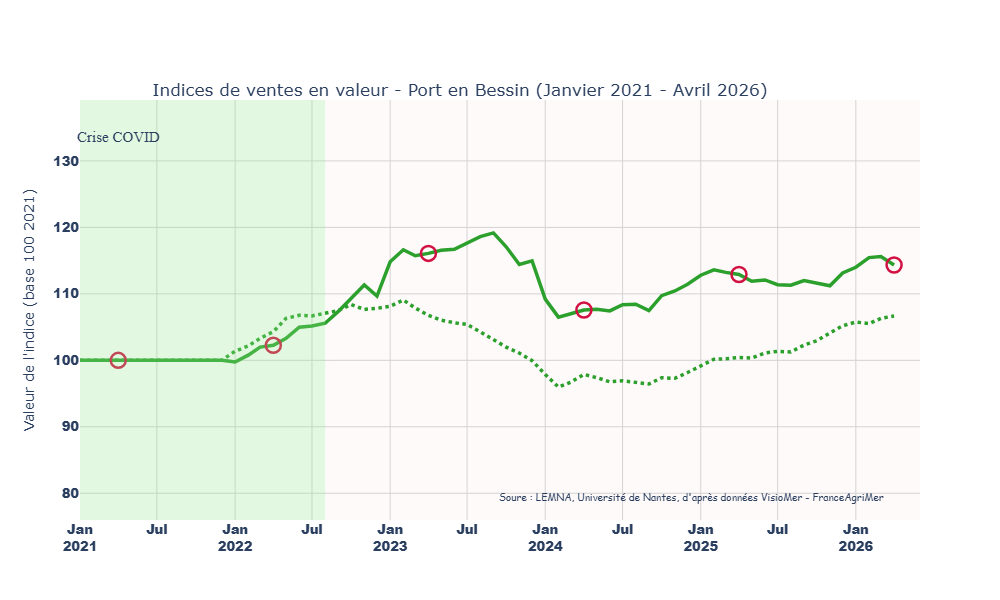 Indices de ventes en valeur - Port en Bessin (Janvier 2021 - Avril 2026)
Crise COVID
Valeur de l'indice (base 100 2021)
130
120
110
100
90
80
Soure : LEMNA, Université de Nantes, d'après données VisioMer - FranceAgriMer
Jan Jul Jan Jul Jan Jul Jan Jul Jan Jul Jan
2021 2022 2023 2024 2025 2026